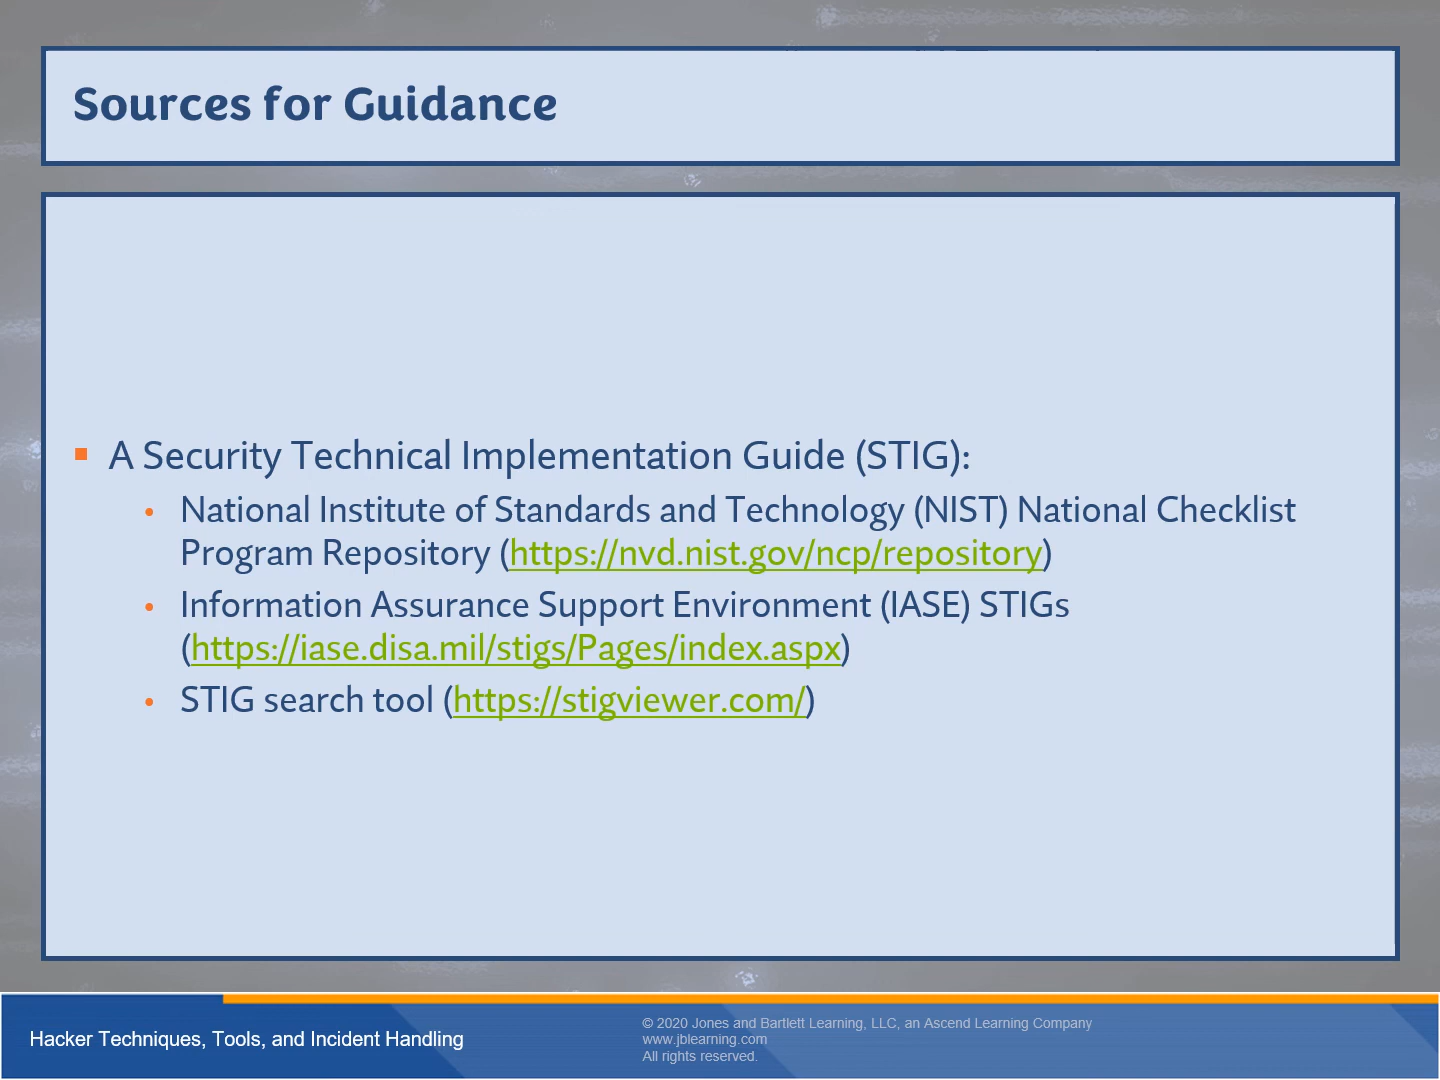 Sources for Guidance
A Security Technical Implementation Guide (STIG):
National Institute of Standards and Technology (NIST) National Checklist
Program Repository (https://nvd.nist.gov/ncp/repository)
Information Assurance Support Environment (IASE) STIGs
(https://iase.disa.mil/stigs/Pages/index.aspx)
STIG search tool (https://stigviewer.com/)
Hacker Techniques, Tools, and Incident Handling
© 2020 Jones and Bartlett Learning, LLC, an Ascend Learning Company
www.jblearning.com
All rights reserved.